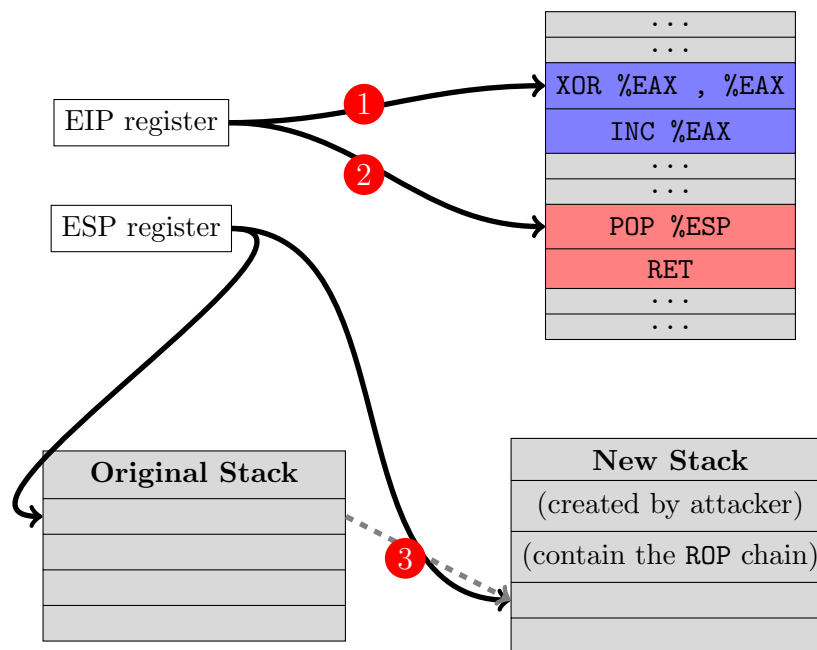 ...
...
XOR %EAX , %EAX
1
EIP register
INC %EAX
2
...
...
ESP register
POP %ESP
RET
...
...
Original Stack
New Stack
(created by attacker)
(contain the ROP chain)
3